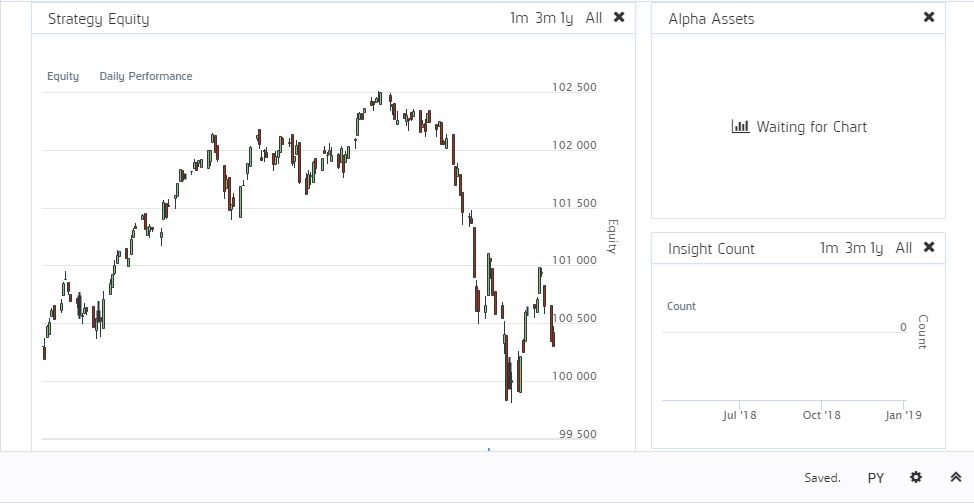 Strategy Equity 1m 3m 1y All
Equity Daily Performance
102 500
102 000
101 500
101 000
100 500
100 000
99 500
Equity
Alpha Assets
Waiting for Chart
Insight Count 1m 3m 1y All
Count
0
Count
Jul '18 Oct '18 Jan '19
Saved. PY